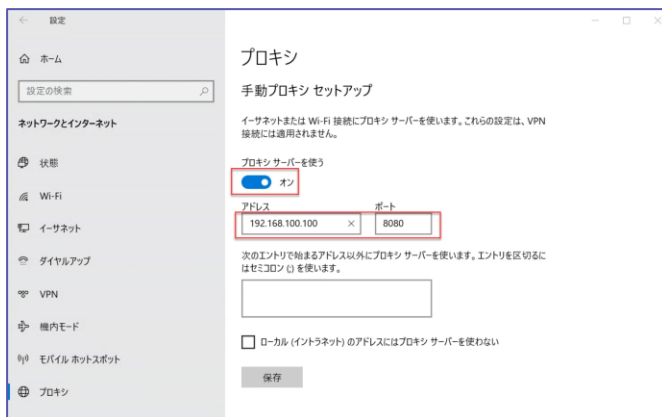 設定
ホーム
設定の検索
ネットワークとインターネット
状態
Wi-Fi
イーサネット
ダイヤルアップ
VPN
機内モード
モバイル ホットスポット
プロキシ
プロキシ
手動プロキシ セットアップ
イーサネットまたは Wi-Fi 接続にプロキシ サーバーを使います。これらの設定は、VPN
接続には適用されません。
プロキシ サーバーを使う
オン
アドレス ポート
192.168.100.100 8080
次のエントリで始まるアドレス以外にプロキシ サーバーを使います。エントリを区切るに
はセミコロン (;) を使います。
ローカル (イントラネット) のアドレスにはプロキシ サーバーを使わない
保存